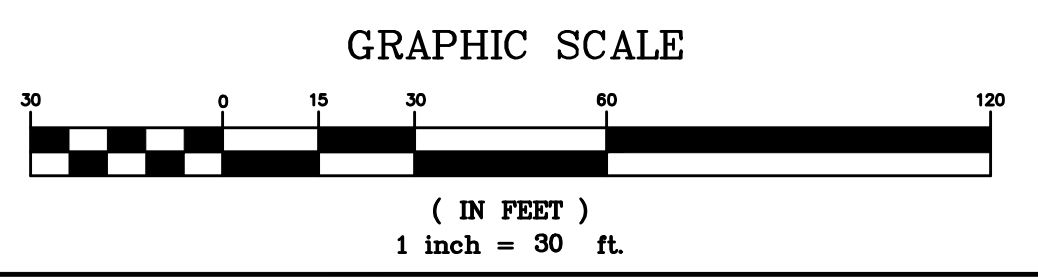 GRAPHIC SCALE
30 0 15 30 60 120
( IN FEET )
1 inch = 30 ft.